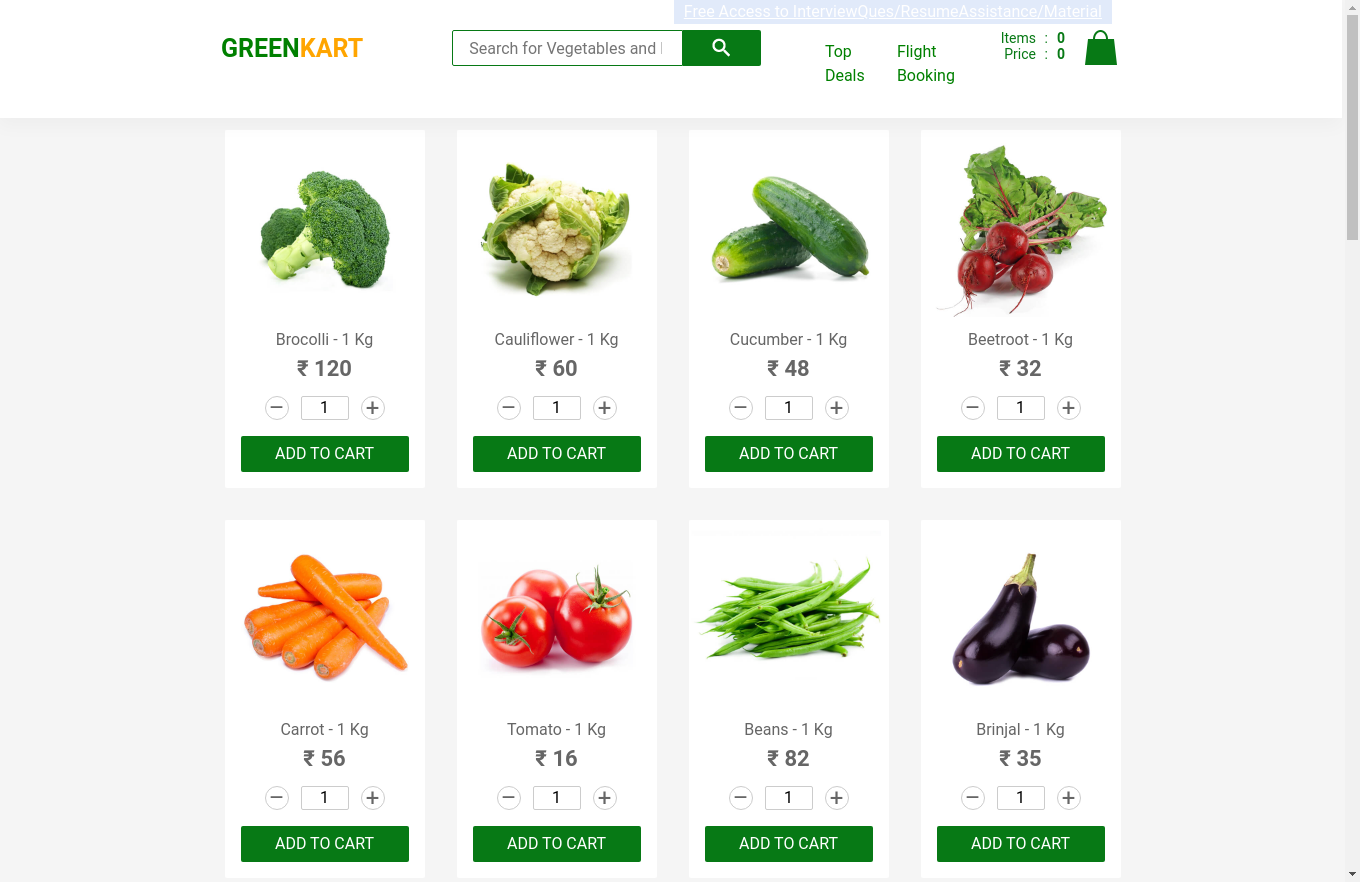 Free Access to InterviewQues/ResumeAssistance/Material
GREENKART
Search for Vegetables and
Top
Deals
Flight
Booking
Items : 0
Price : 0
Brocolli - 1 Kg
Cauliflower - 1 Kg
Cucumber - 1 Kg
Beetroot - 1 Kg
₹ 120
₹ 60
₹ 48
₹ 32
− 1 +
− 1 +
− 1 +
− 1 +
ADD TO CART
ADD TO CART
ADD TO CART
ADD TO CART
Carrot - 1 Kg
Tomato - 1 Kg
Beans - 1 Kg
Brinjal - 1 Kg
₹ 56
₹ 16
₹ 82
₹ 35
− 1 +
− 1 +
− 1 +
− 1 +
ADD TO CART
ADD TO CART
ADD TO CART
ADD TO CART